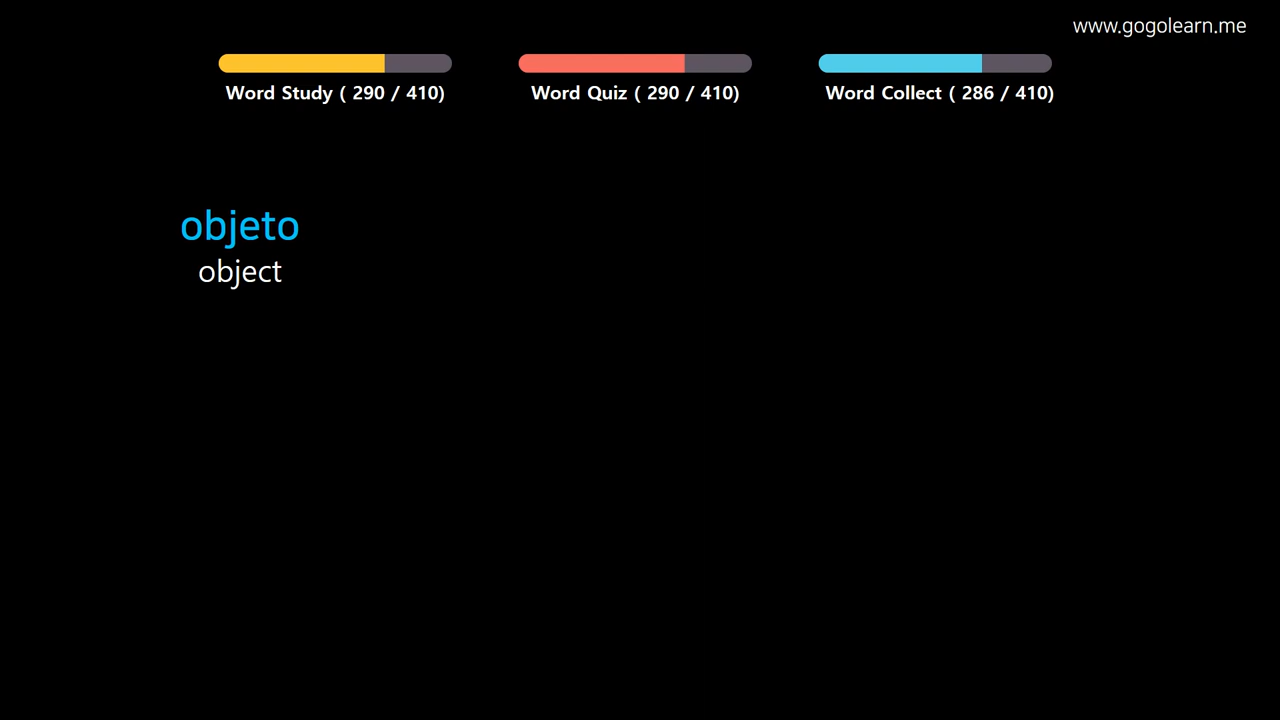 www.gogolearn.me
Word Study ( 290 / 410)
Word Quiz ( 290 / 410)
Word Collect ( 286 / 410)
objeto
object